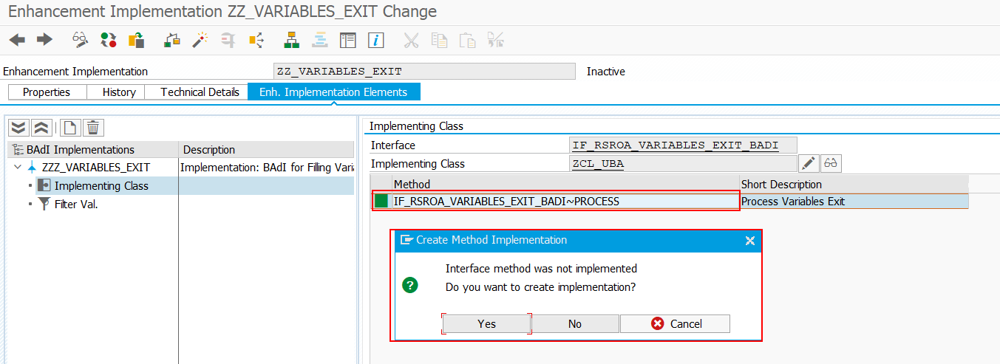 Enhancement Implementation ZZ_VARIABLES_EXIT Change
Enhancement Implementation ZZ_VARIABLES_EXIT Inactive
Properties History Technical Details Enh. Implementation Elements
BAdI Implementations Description
ZZZ_VARIABLES_EXIT Implementation: BAdI for Filling Varia
Implementing Class
Filter Val.
Implementing Class
Interface IF_RSROA_VARIABLES_EXIT_BADI
Implementing Class ZCL_UBA
Method Short Description
IF_RSROA_VARIABLES_EXIT_BADI~PROCESS Process Variables Exit
Create Method Implementation
Interface method was not implemented
Do you want to create implementation?
Yes No Cancel